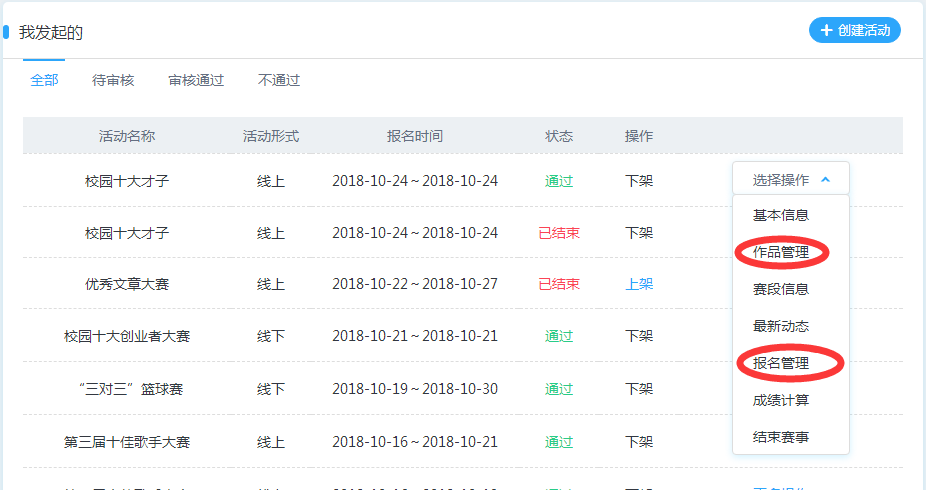 我发起的
+ 创建活动
全部 待审核 审核通过 不通过
活动名称 活动形式 报名时间 状态 操作
校园十大才子 线上 2018-10-24～2018-10-24 通过 下架 选择操作
基本信息
校园十大才子 线上 2018-10-24～2018-10-24 已结束 下架
作品管理
优秀文章大赛 线上 2018-10-22～2018-10-27 已结束 上架
赛段信息
最新动态
校园十大创业者大赛 线下 2018-10-21～2018-10-21 通过 下架
报名管理
“三对三”篮球赛 线下 2018-10-19～2018-10-30 通过 下架
成绩计算
第三届十佳歌手大赛 线上 2018-10-16～2018-10-21 通过 下架
结束赛事